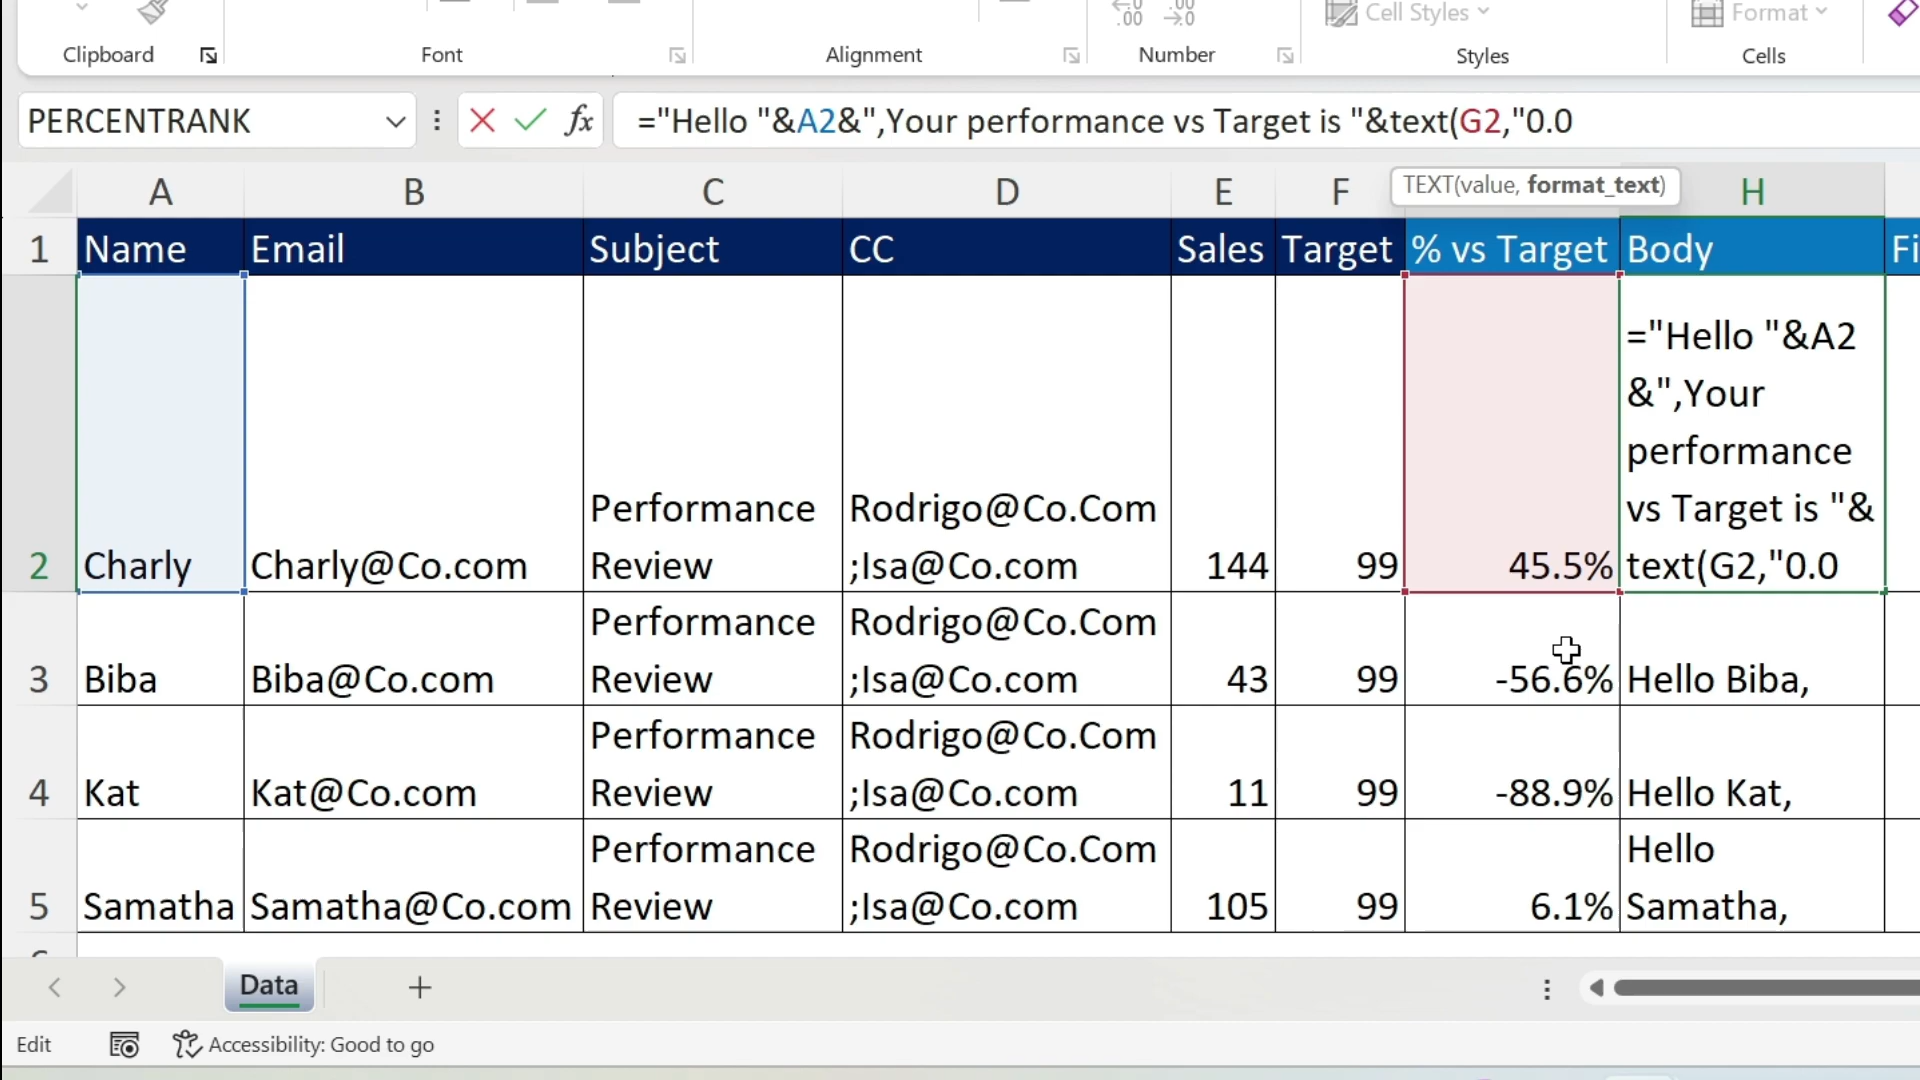 Cell Styles
Format
Clipboard
Font
Alignment
Number
Styles
Cells
PERCENTRANK
fx
="Hello "&A2&",Your performance vs Target is "&text(G2,"0.0
TEXT(value, format_text)
A B C D E F H
1 Name Email Subject CC Sales Target % vs Target Body Fi
2 Charly Charly@Co.com
Performance
Review
Rodrigo@Co.Com
;Isa@Co.com
144 99 45.5%
="Hello "&A2
&",Your
performance
vs Target is "&
text(G2,"0.0
3 Biba Biba@Co.com
Performance
Review
Rodrigo@Co.Com
;Isa@Co.com
43 99 -56.6% Hello Biba,
4 Kat Kat@Co.com
Performance
Review
Rodrigo@Co.Com
;Isa@Co.com
11 99 -88.9% Hello Kat,
5 Samatha Samatha@Co.com
Performance
Review
Rodrigo@Co.Com
;Isa@Co.com
105 99 6.1%
Hello
Samatha,
Data
Edit
Accessibility: Good to go